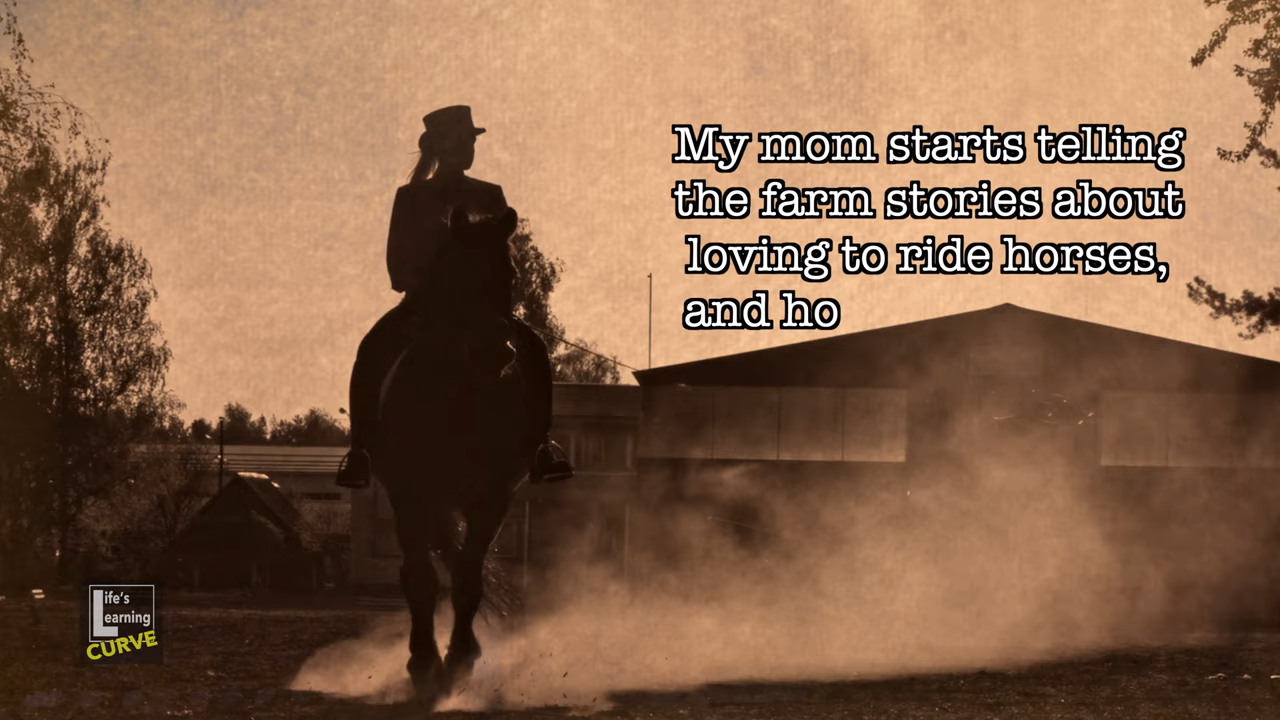 My mom starts telling
the farm stories about
loving to ride horses,
and ho
Life's
Learning
CURVE